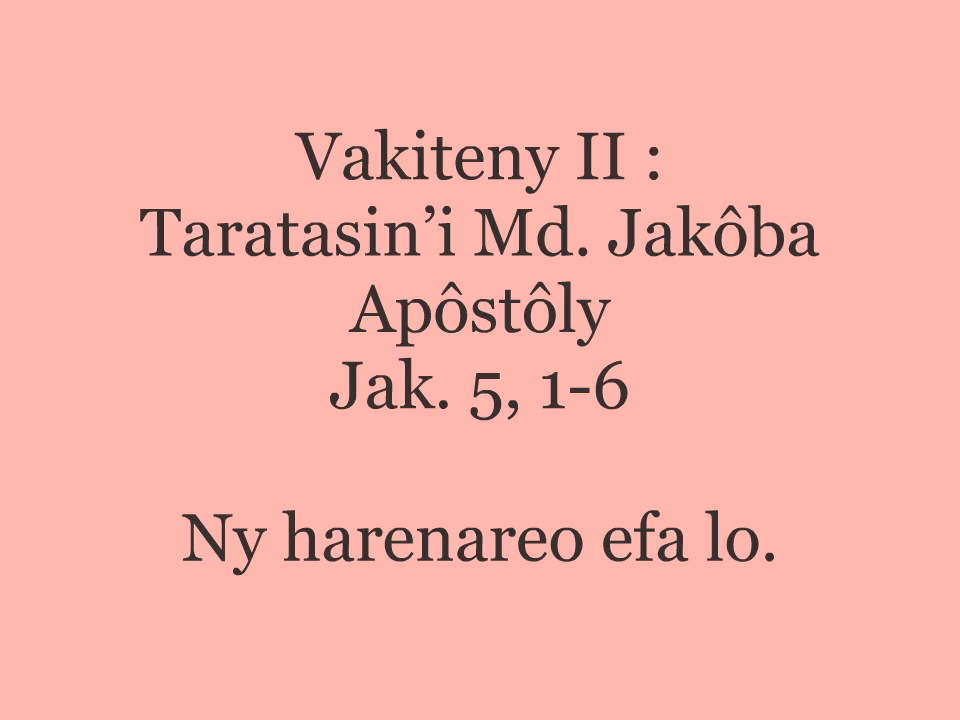 Vakiteny II :
Taratasin’i Md. Jakôba
Apôstôly
Jak. 5, 1-6
Ny harenareo efa lo.